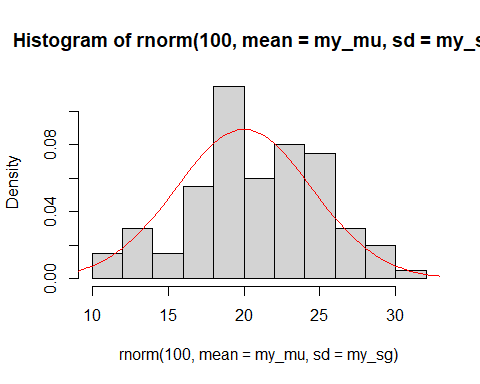 Histogram of rnorm(100, mean = my_mu, sd = my_s
Density
0.08
0.04
0.00
10 15 20 25 30
rnorm(100, mean = my_mu, sd = my_sg)